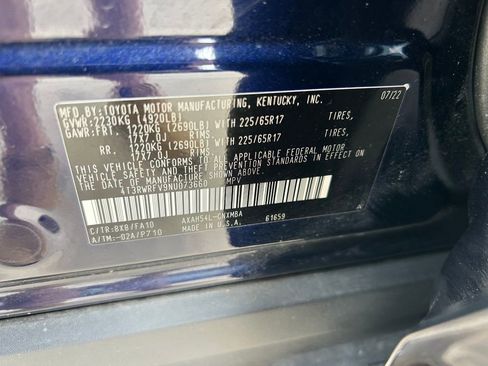 MFD.BY:TOYOTA MOTOR MANUFACTURING, KENTUCKY, INC. 07/22
GVWR:2230KG (4920LB)
GAWR:FRT. 1220KG (2690LB) WITH 225/65R17 TIRES,
17X7.0J RIMS,
RR. 1220KG (2690LB) WITH 225/65R17 TIRES,
17X7.0J RIMS,
THIS VEHICLE CONFORMS TO ALL APPLICABLE FEDERAL MOTOR
VEHICLE SAFETY, BUMPER, AND THEFT PREVENTION STANDARDS IN
EFFECT ON THE DATE OF MANUFACTURE SHOWN ABOVE.
4T3RWRFV9NU073660 MPV
C/TR:8X8/FA10 AXAH54L-CNXMBA
A/TM:-02A/P710 MADE IN U.S.A. 61659